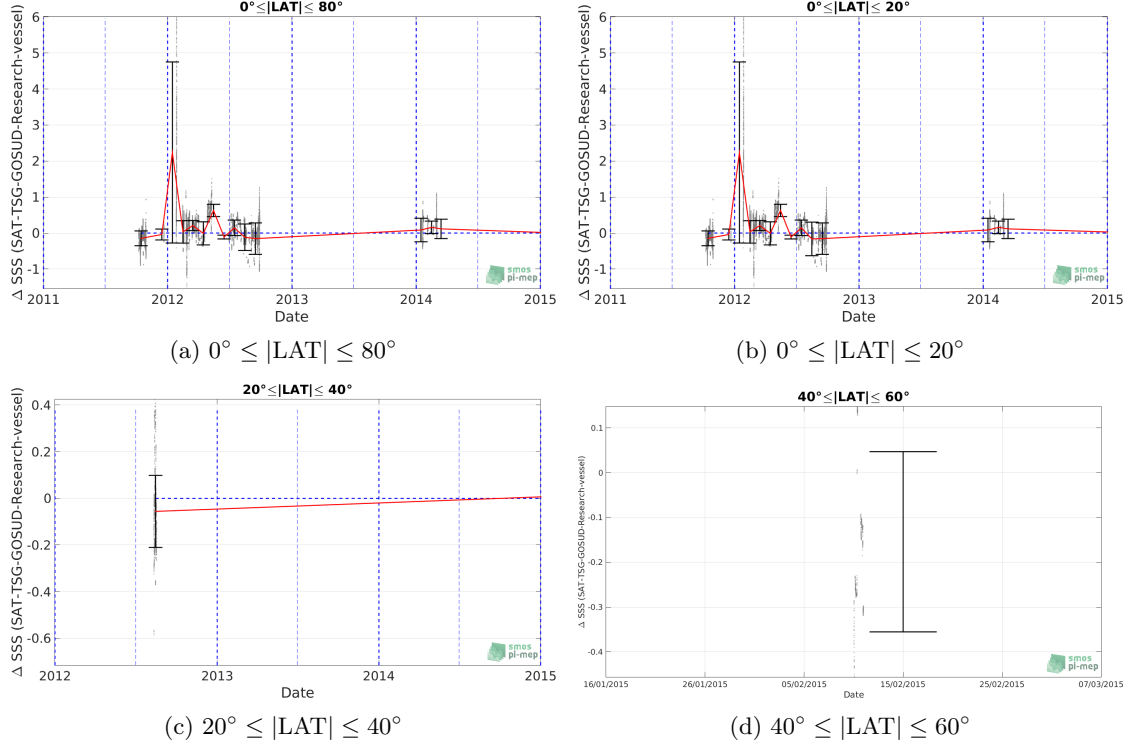 0°≤|LAT|≤ 80°
Δ SSS (SAT-TSG-GOSUD-Research-vessel)
6
5
4
3
2
1
0
-1
2011 2012 2013 2014 2015
Date
smos
pi-mep
(a) 0° ≤ |LAT| ≤ 80°
0°≤|LAT|≤ 20°
Δ SSS (SAT-TSG-GOSUD-Research-vessel)
6
5
4
3
2
1
0
-1
2011 2012 2013 2014 2015
Date
smos
pi-mep
(b) 0° ≤ |LAT| ≤ 20°
20°≤|LAT|≤ 40°
Δ SSS (SAT-TSG-GOSUD-Research-vessel)
0.4
0.2
0
-0.2
-0.4
-0.6
2012 2013 2014 2015
Date
smos
pi-mep
(c) 20° ≤ |LAT| ≤ 40°
40°≤|LAT|≤ 60°
Δ SSS (SAT-TSG-GOSUD-Research-vessel)
0.1
0
-0.1
-0.2
-0.3
-0.4
16/01/2015 26/01/2015 05/02/2015 15/02/2015 25/02/2015 07/03/2015
Date
smos
pi-mep
(d) 40° ≤ |LAT| ≤ 60°